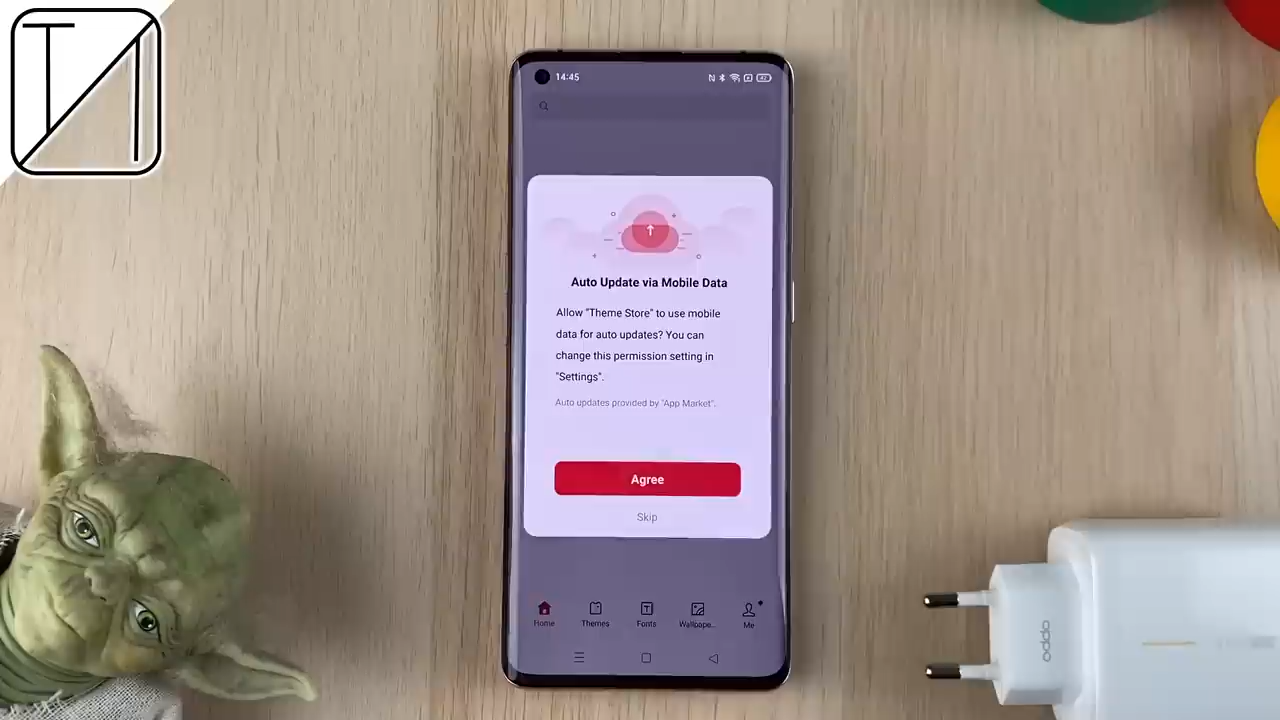 14:45
Auto Update via Mobile Data
Allow "Theme Store" to use mobile
data for auto updates? You can
change this permission setting in
"Settings".
Auto updates provided by "App Market".
Agree
Skip
Home
Themes
Fonts
Wallpape...
Me
oppo